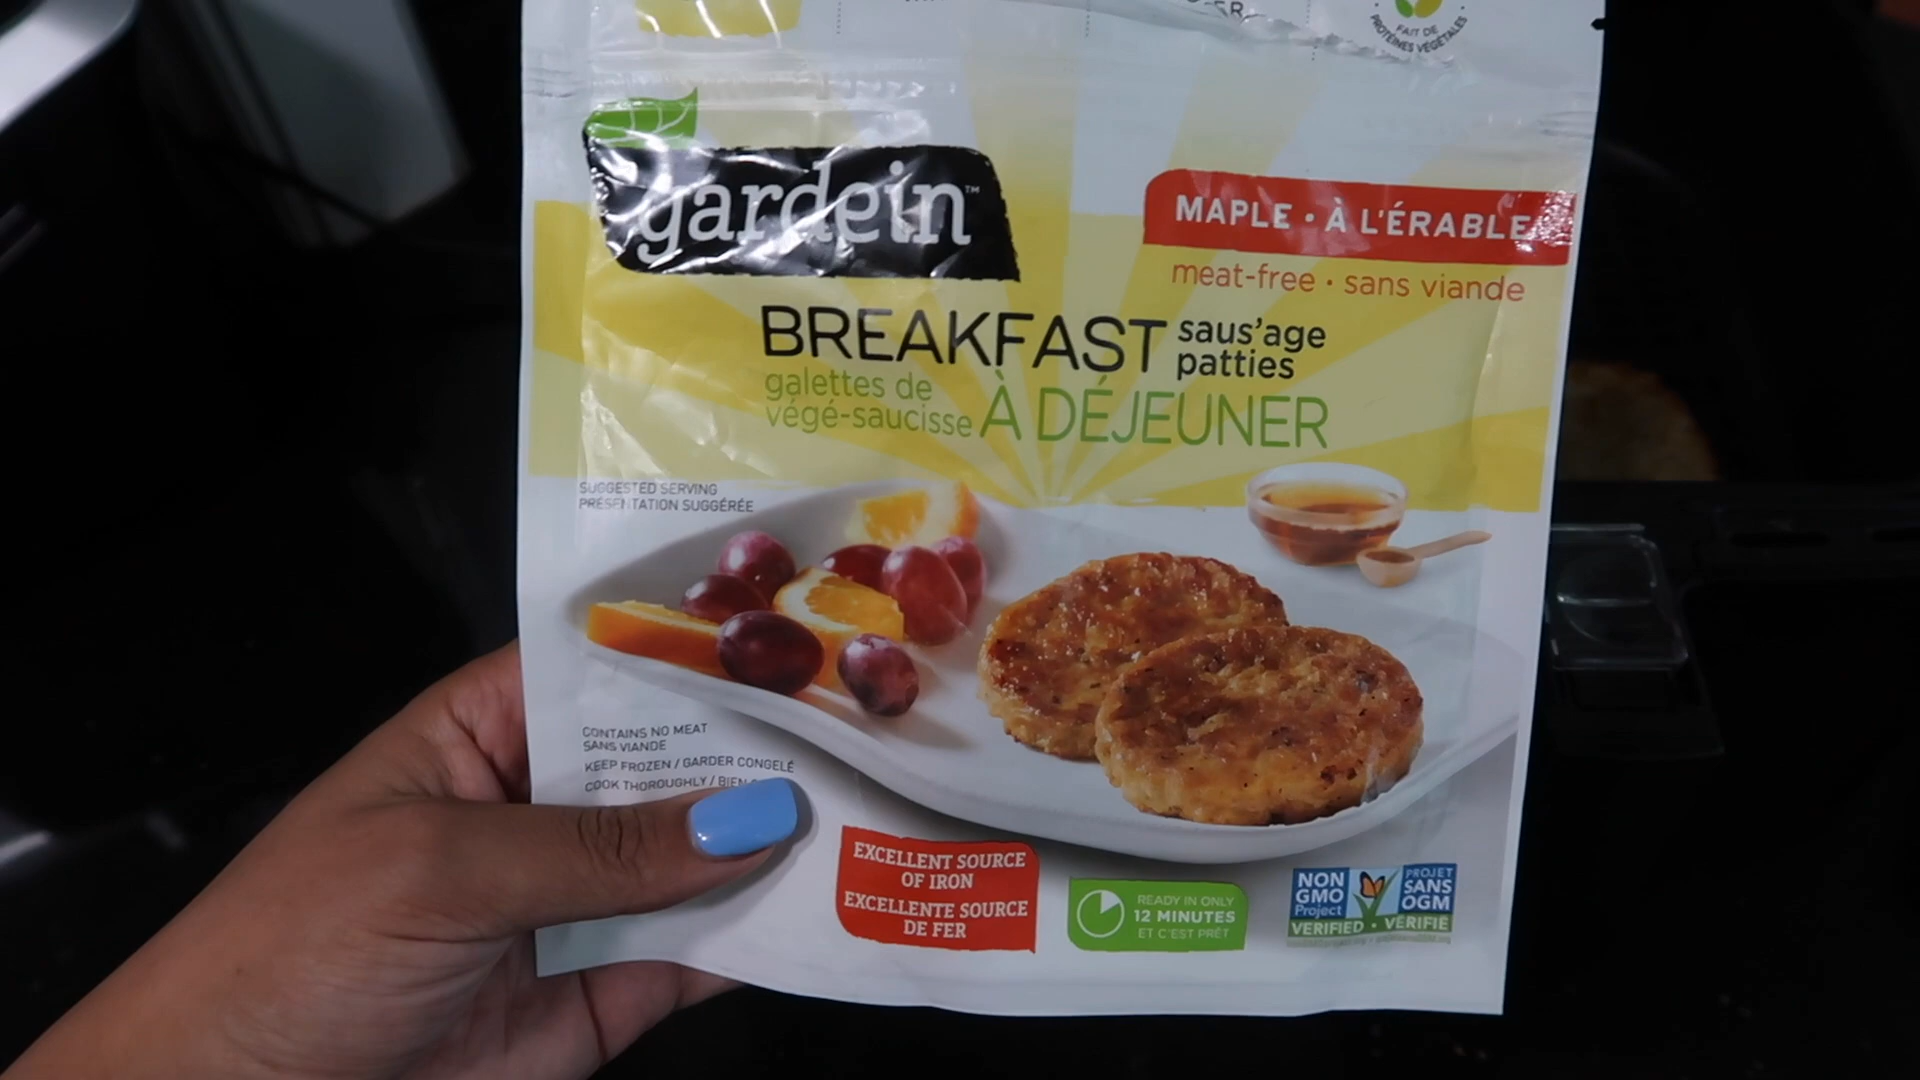 FAIT DE
PROTÉINES VÉGÉTALES
gardein™
MAPLE • À L'ÉRABLE
meat-free • sans viande
BREAKFAST saus'age
patties
galettes de
végé-saucisse À DÉJEUNER
SUGGESTED SERVING
PRÉSENTATION SUGGÉRÉE
CONTAINS NO MEAT
SANS VIANDE
KEEP FROZEN / GARDER CONGELÉ
COOK THOROUGHLY / BIEN
EXCELLENT SOURCE
OF IRON
EXCELLENTE SOURCE
DE FER
READY IN ONLY
12 MINUTES
ET C'EST PRÊT
NON
GMO
Project
PROJET
SANS
OGM
VERIFIED • VÉRIFIÉ